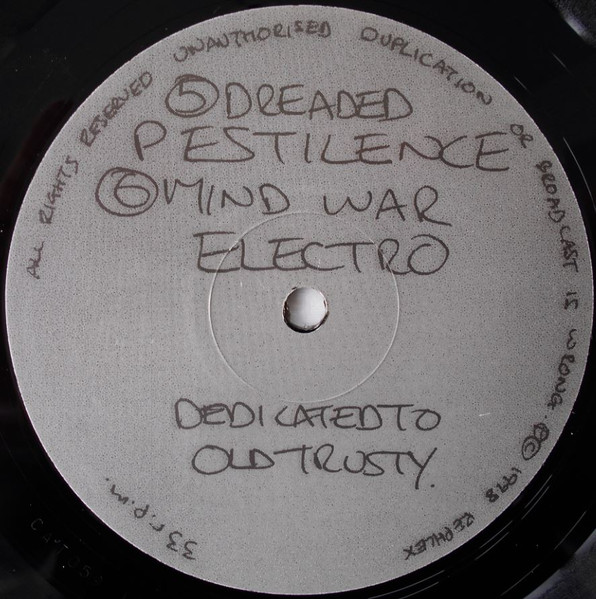 ALL RIGHTS RESERVED UNAUTHORISED DUPLICATION OR BROADCAST IS WRONG. ℗© 1998 REPHLEX
⑤ DREADED
PESTILENCE
⑥ MIND WAR
ELECTRO
DEDICATED TO
OLD TRUSTY.
33 r.p.m.